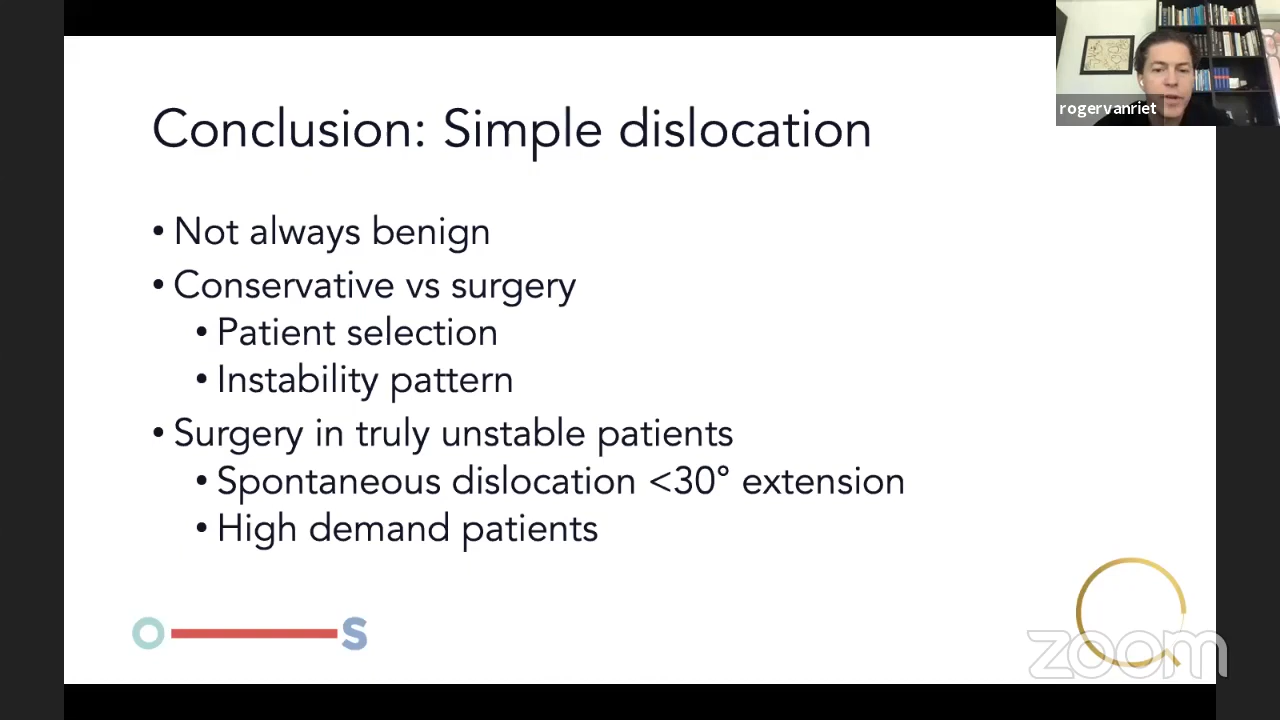 rogervanriet
Conclusion: Simple dislocation
• Not always benign
• Conservative vs surgery
• Patient selection
• Instability pattern
• Surgery in truly unstable patients
• Spontaneous dislocation <30° extension
• High demand patients
O S
zoom